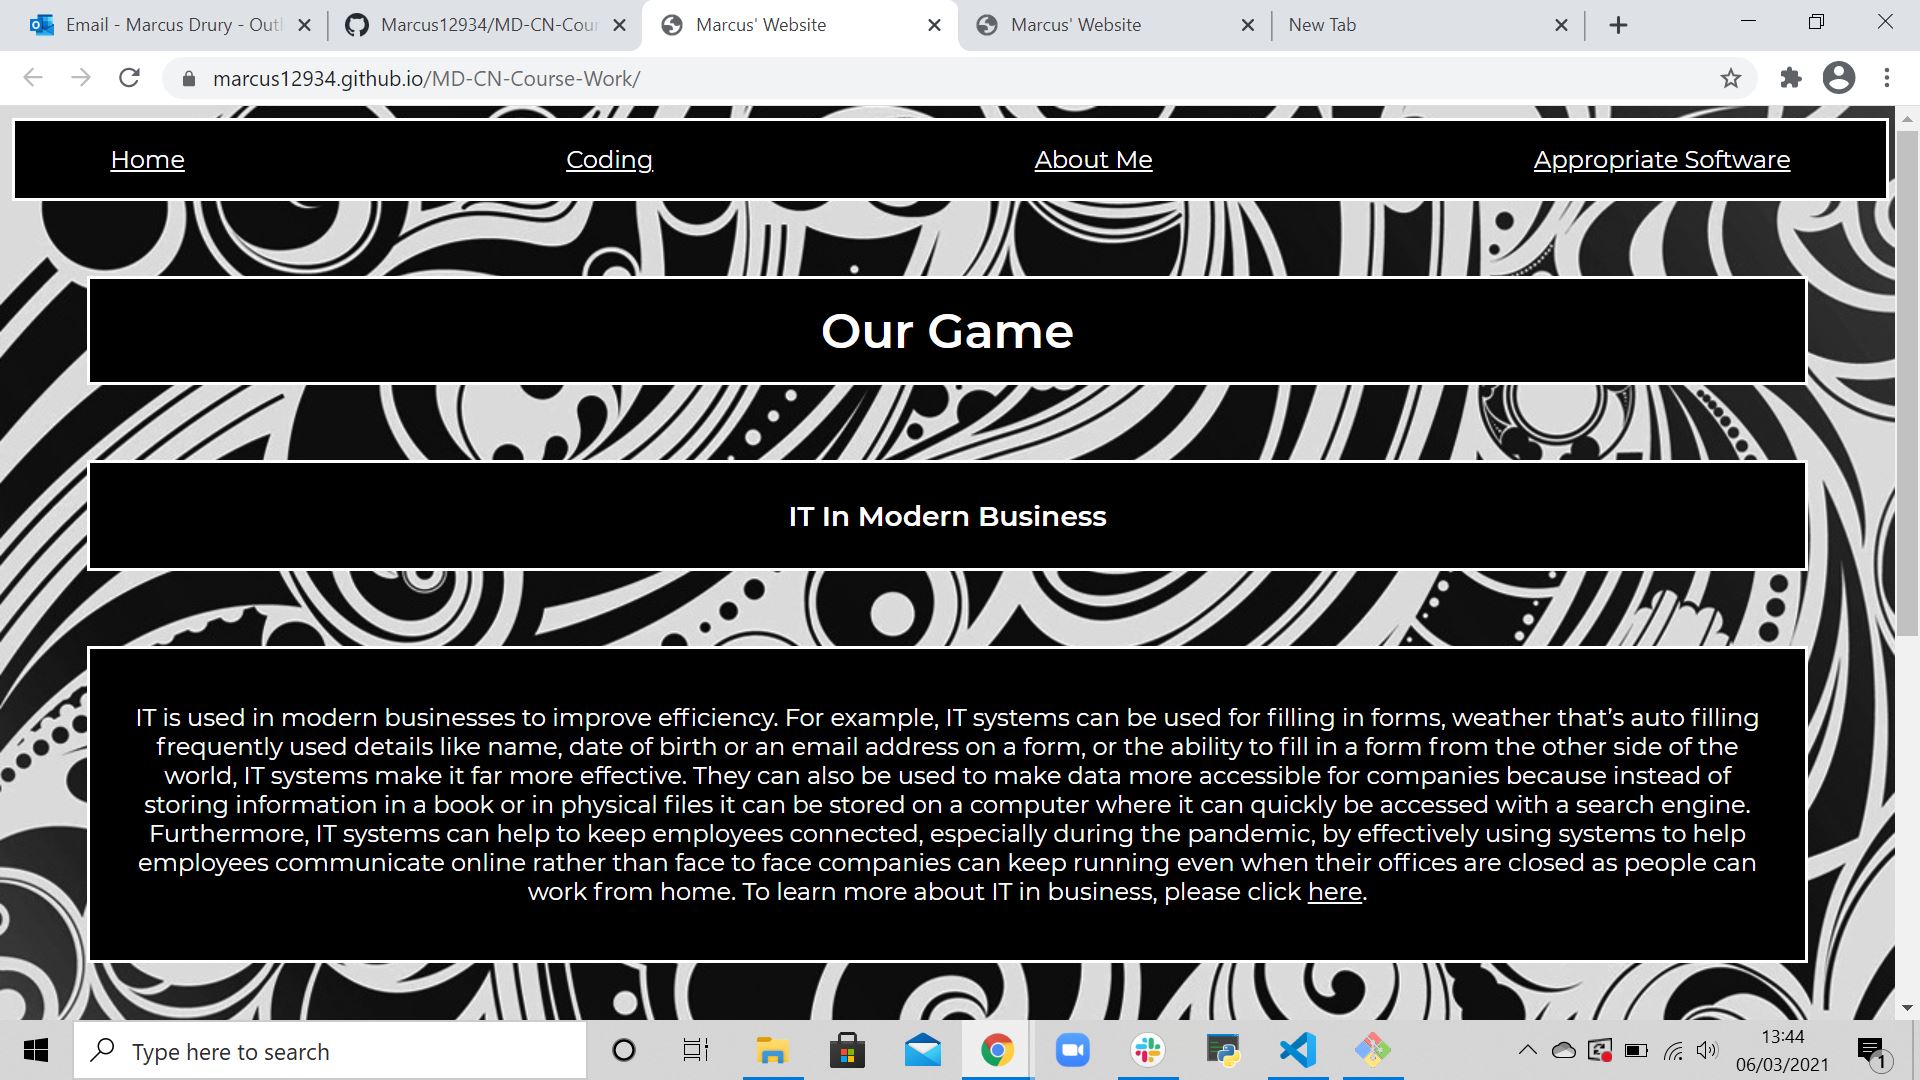 Email - Marcus Drury - Outl
Marcus12934/MD-CN-Cour
Marcus' Website
Marcus' Website
New Tab
marcus12934.github.io/MD-CN-Course-Work/
Home Coding About Me Appropriate Software
Our Game
IT In Modern Business
IT is used in modern businesses to improve efficiency. For example, IT systems can be used for filling in forms, weather that’s auto filling
frequently used details like name, date of birth or an email address on a form, or the ability to fill in a form from the other side of the
world, IT systems make it far more effective. They can also be used to make data more accessible for companies because instead of
storing information in a book or in physical files it can be stored on a computer where it can quickly be accessed with a search engine.
Furthermore, IT systems can help to keep employees connected, especially during the pandemic, by effectively using systems to help
employees communicate online rather than face to face companies can keep running even when their offices are closed as people can
work from home. To learn more about IT in business, please click here.
Type here to search
13:44
06/03/2021
1